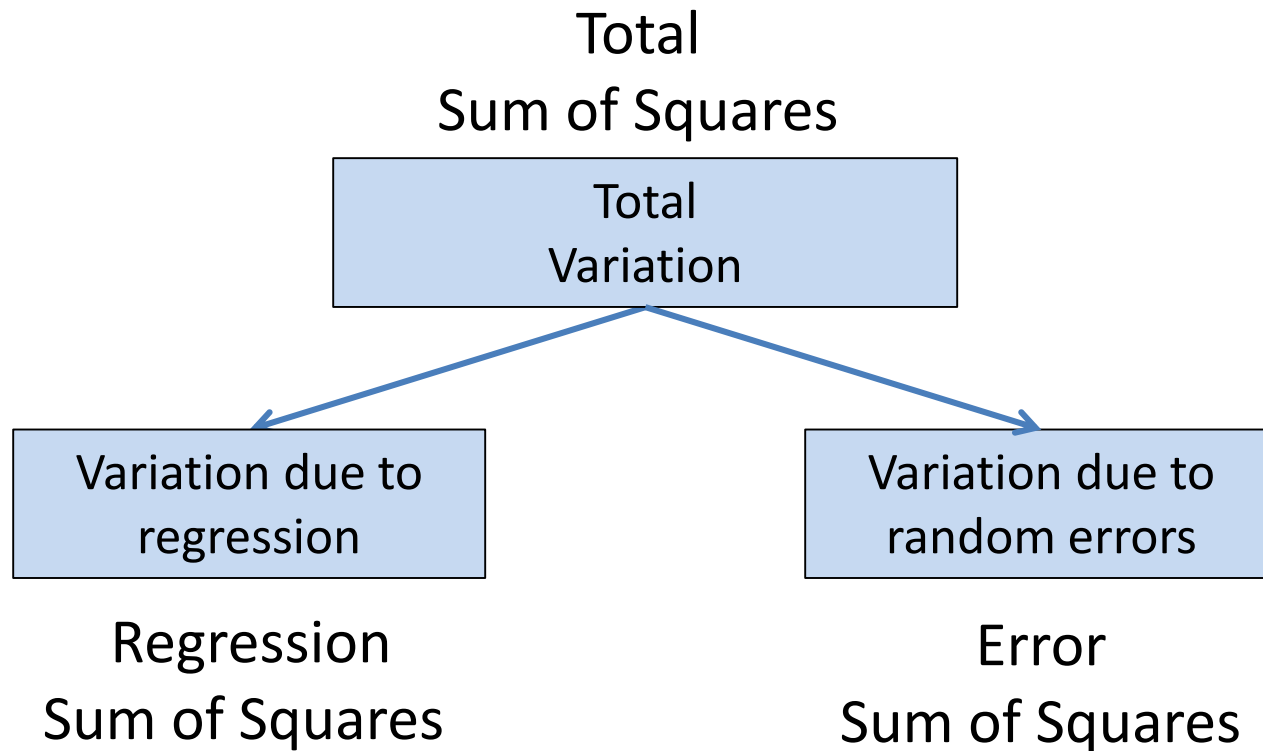 Total
Sum of Squares
Total
Variation
Variation due to
regression
Regression
Sum of Squares
Variation due to
random errors
Error
Sum of Squares